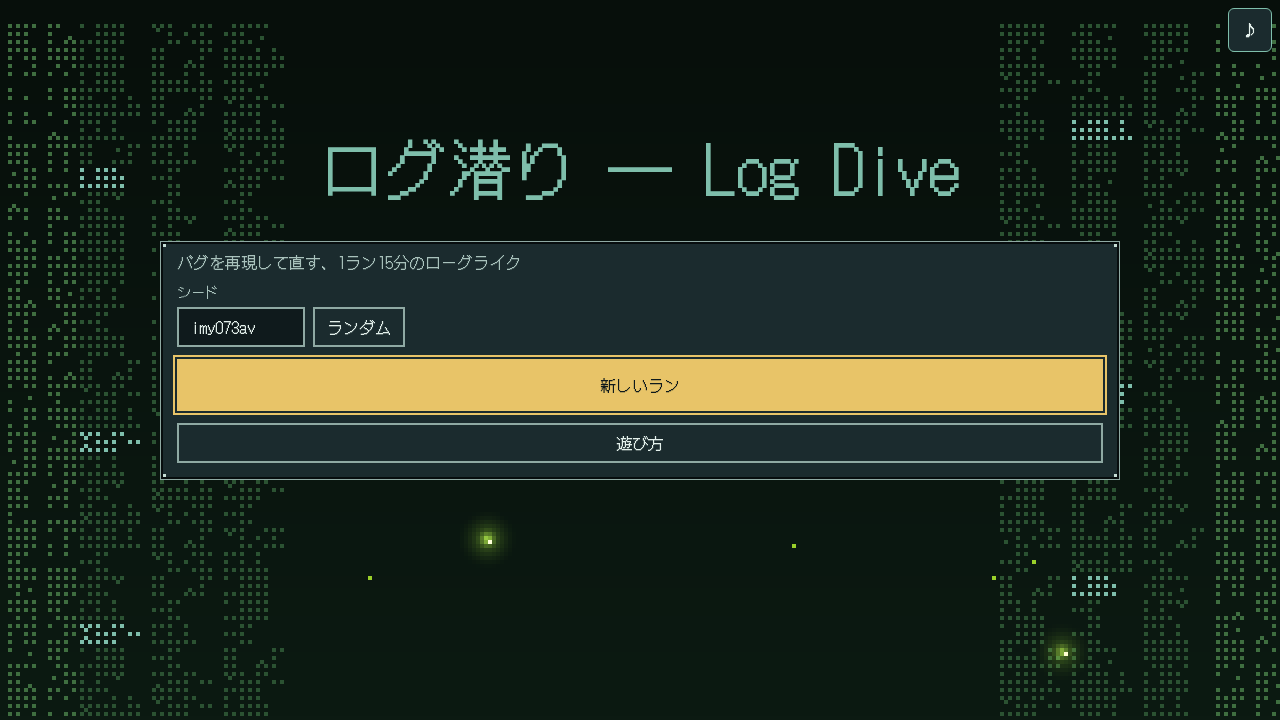 ♪
ログ潜り — Log Dive
バグを再現して直す、1ラン15分のローグライク
シード
imy073av
ランダム
新しいラン
遊び方